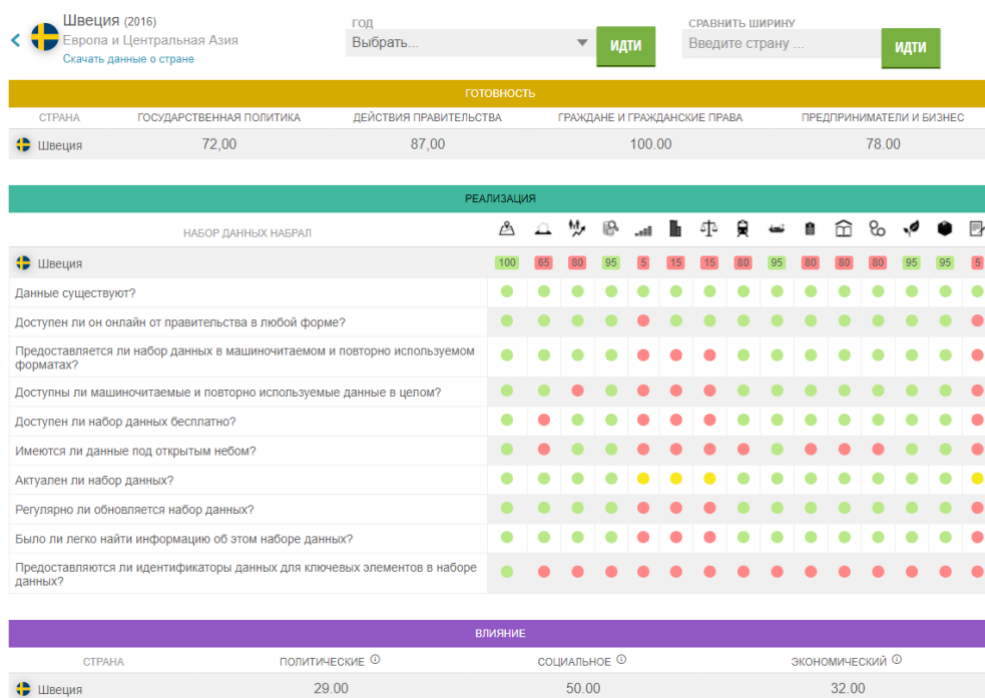 Швеция (2016)
Европа и Центральная Азия
Скачать данные о стране
ГОД
Выбрать...
ИДТИ
СРАВНИТЬ ШИРИНУ
Введите страну ...
ИДТИ
ГОТОВНОСТЬ
СТРАНА ГОСУДАРСТВЕННАЯ ПОЛИТИКА ДЕЙСТВИЯ ПРАВИТЕЛЬСТВА ГРАЖДАНЕ И ГРАЖДАНСКИЕ ПРАВА ПРЕДПРИНИМАТЕЛИ И БИЗНЕС
Швеция 72,00 87,00 100.00 78.00
РЕАЛИЗАЦИЯ
НАБОР ДАННЫХ НАБРАЛ
Швеция 100 65 80 95 5 15 15 80 95 80 80 80 95 95 5
Данные существуют?
Доступен ли он онлайн от правительства в любой форме?
Предоставляется ли набор данных в машиночитаемом и повторно используемом
форматах?
Доступны ли машиночитаемые и повторно используемые данные в целом?
Доступен ли набор данных бесплатно?
Имеются ли данные под открытым небом?
Актуален ли набор данных?
Регулярно ли обновляется набор данных?
Было ли легко найти информацию об этом наборе данных?
Предоставляются ли идентификаторы данных для ключевых элементов в наборе
данных?
ВЛИЯНИЕ
СТРАНА ПОЛИТИЧЕСКИЕ СОЦИАЛЬНОЕ ЭКОНОМИЧЕСКИЙ
Швеция 29.00 50.00 32.00